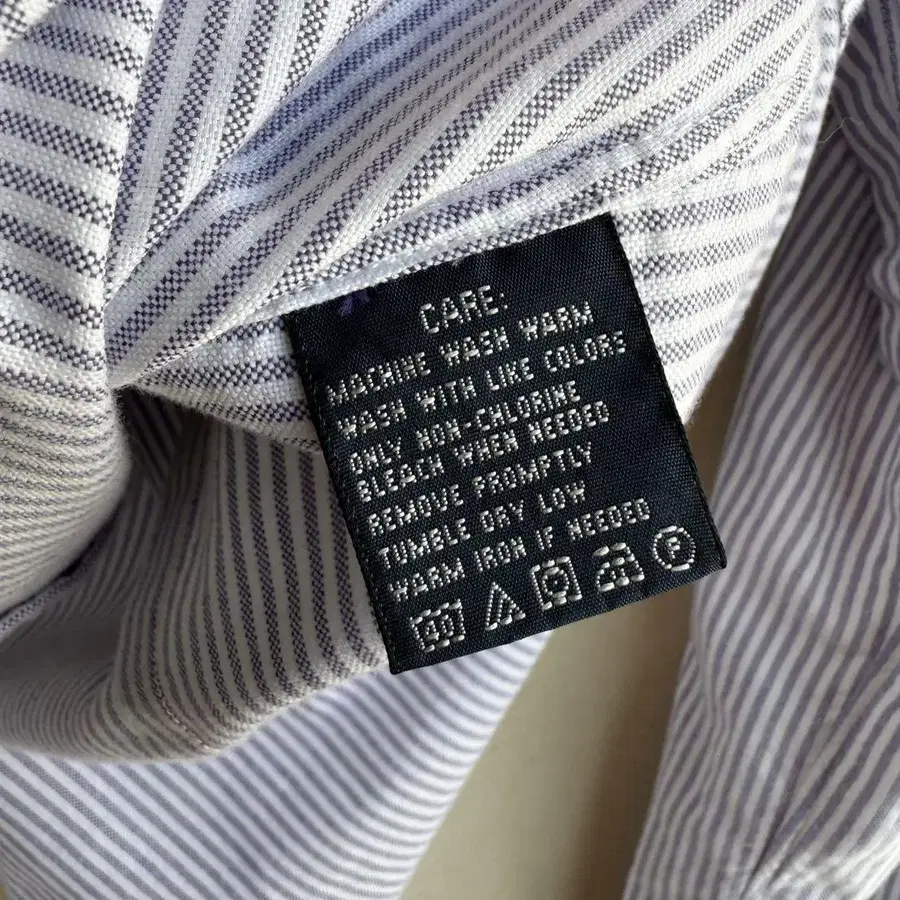 CARE:
MACHINE WASH WARM
WASH WITH LIKE COLORS
ONLY NON-CHLORINE
BLEACH WHEN NEEDED
REMOVE PROMPTLY
TUMBLE DRY LOW
WARM IRON IF NEEDED
40 P